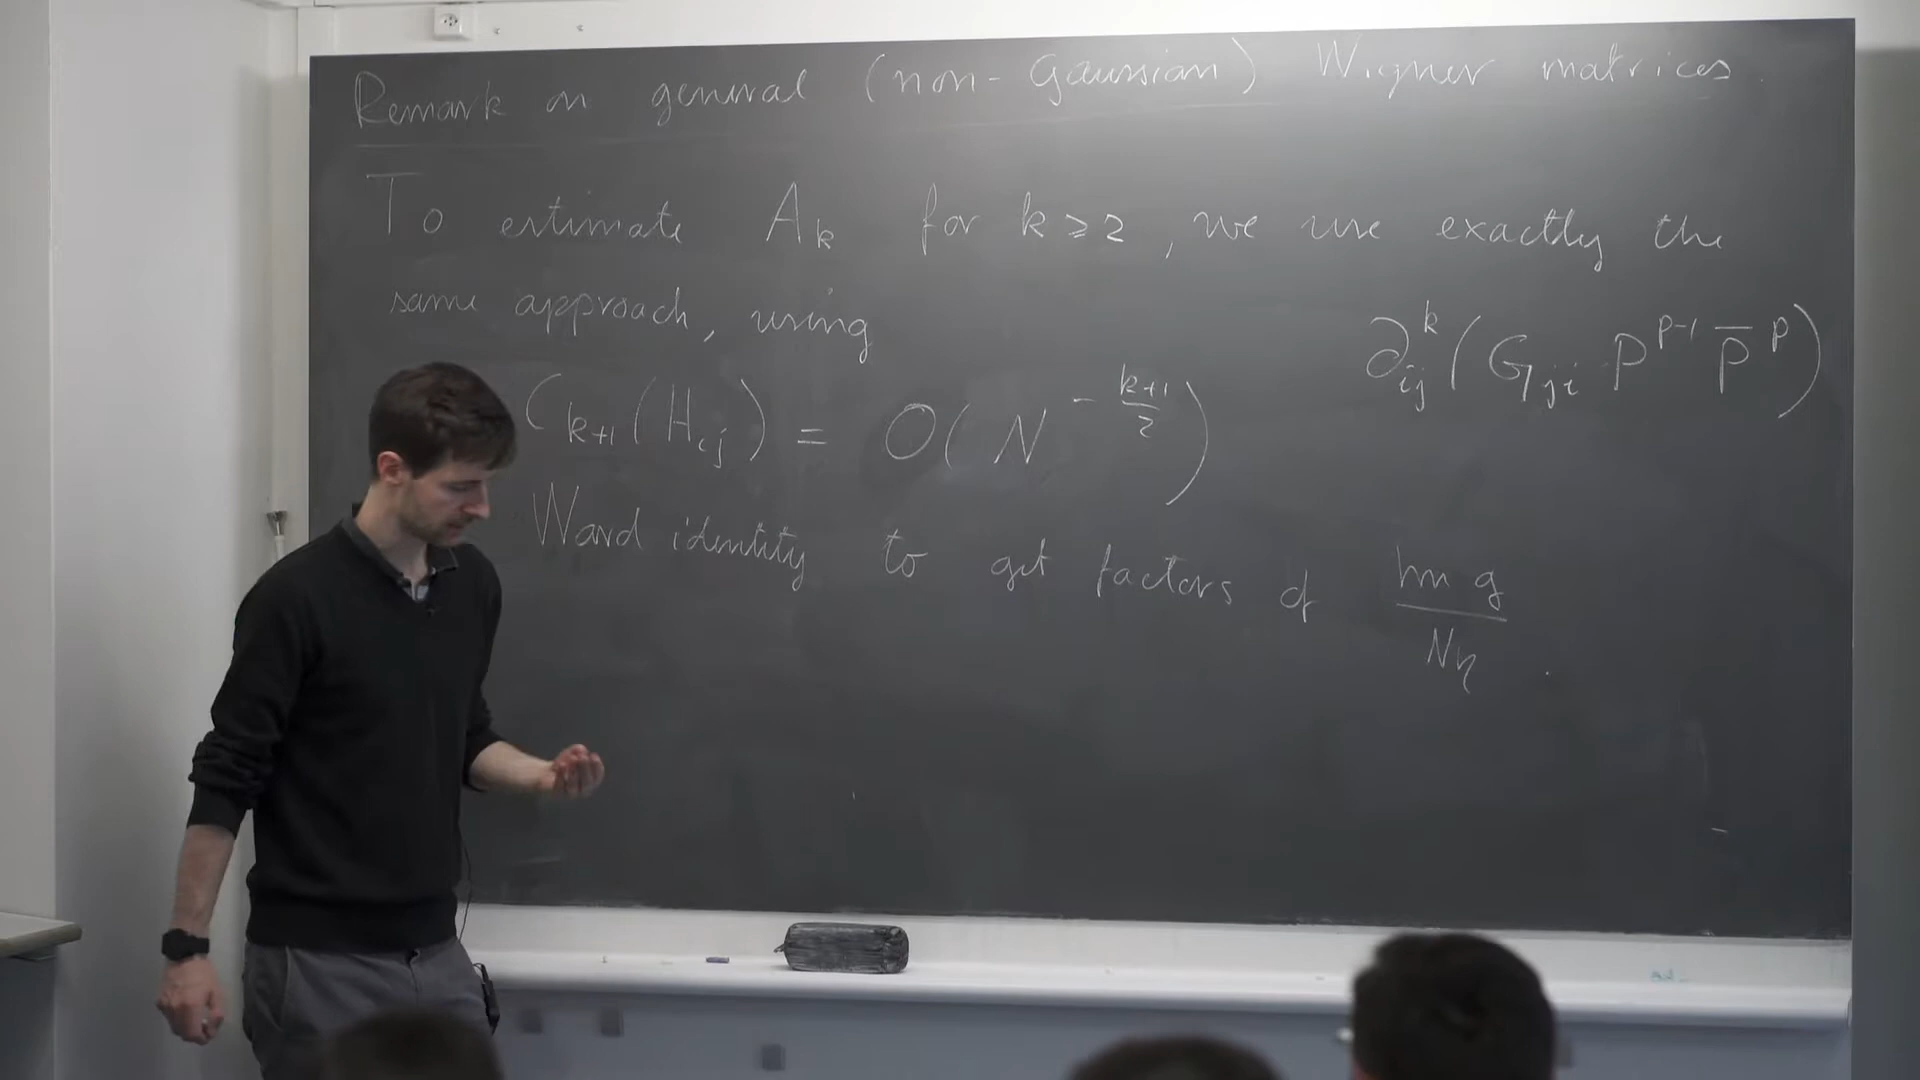 Remark on general (non-Gaussian) Wigner matrices.
To estimate A_k for k ≥ 2, we use exactly the
same approach, using
∂_{ij}^k (G_{ji} P^{p-1} \overline{P}^p)
C_{k+1}(H_{ij}) = O(N^{-\frac{k+1}{2}})
Ward identity to get factors of \frac{Im g}{Nη}.